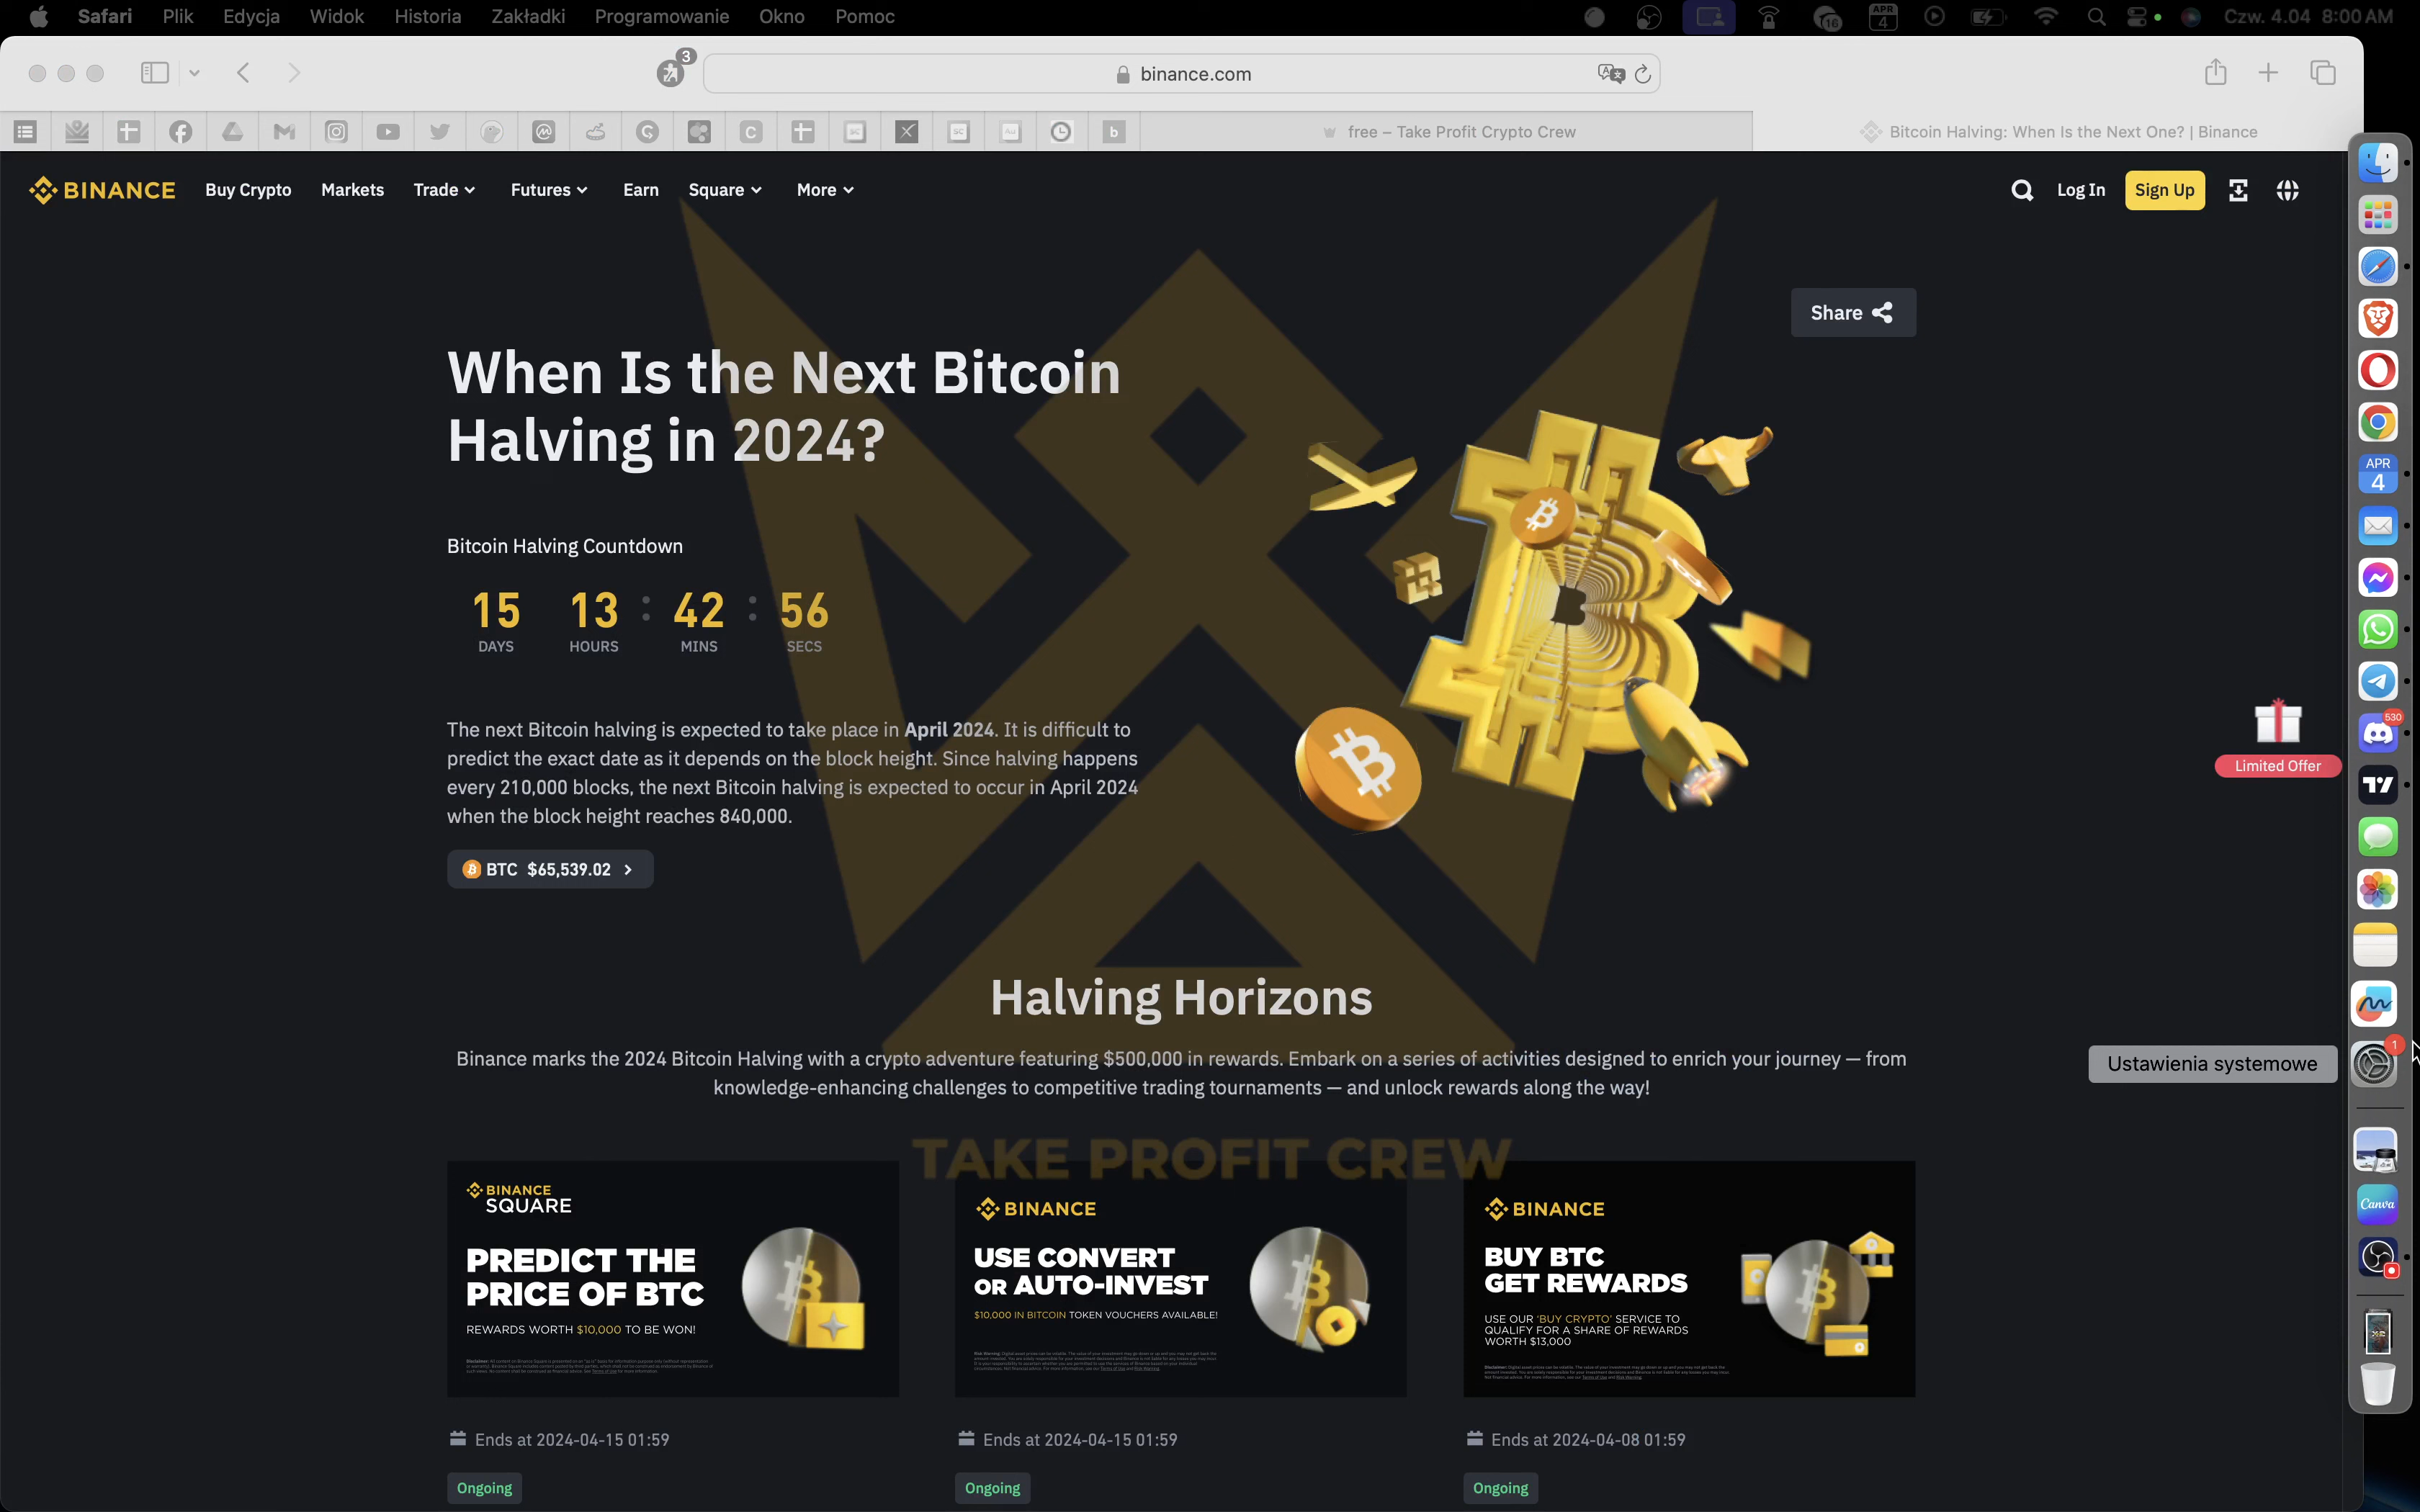 Safari Plik Edycja Widok Historia Zakładki Programowanie Okno Pomoc
16 APR 4 Czw. 4.04 8:00 AM
3 binance.com
SC X SC Ad b free – Take Profit Crypto Crew Bitcoin Halving: When Is the Next One? | Binance
BINANCE Buy Crypto Markets Trade Futures Earn Square More Log In Sign Up
Share
When Is the Next Bitcoin
Halving in 2024?
Bitcoin Halving Countdown
15 13 : 42 : 56
DAYS HOURS MINS SECS
The next Bitcoin halving is expected to take place in April 2024. It is difficult to
predict the exact date as it depends on the block height. Since halving happens
every 210,000 blocks, the next Bitcoin halving is expected to occur in April 2024
when the block height reaches 840,000.
BTC $65,539.02
Limited Offer
APR
4
530
Halving Horizons
Binance marks the 2024 Bitcoin Halving with a crypto adventure featuring $500,000 in rewards. Embark on a series of activities designed to enrich your journey — from
knowledge-enhancing challenges to competitive trading tournaments — and unlock rewards along the way!
1
Ustawienia systemowe
Canva
TAKE PROFIT CREW
BINANCE
SQUARE
PREDICT THE
PRICE OF BTC
REWARDS WORTH $10,000 TO BE WON!
BINANCE
USE CONVERT
OR AUTO-INVEST
$10,000 IN BITCOIN TOKEN VOUCHERS AVAILABLE!
BINANCE
BUY BTC
GET REWARDS
USE OUR 'BUY CRYPTO' SERVICE TO
QUALIFY FOR A SHARE OF REWARDS
WORTH $13,000
Ends at 2024-04-15 01:59
Ongoing
Ends at 2024-04-15 01:59
Ongoing
Ends at 2024-04-08 01:59
Ongoing